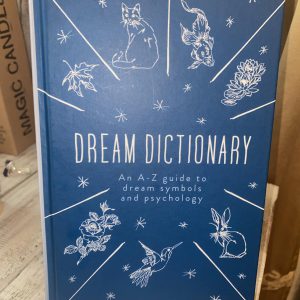 MAGIC CANDLE
DREAM DICTIONARY
An A-Z guide to
dream symbols
and psychology